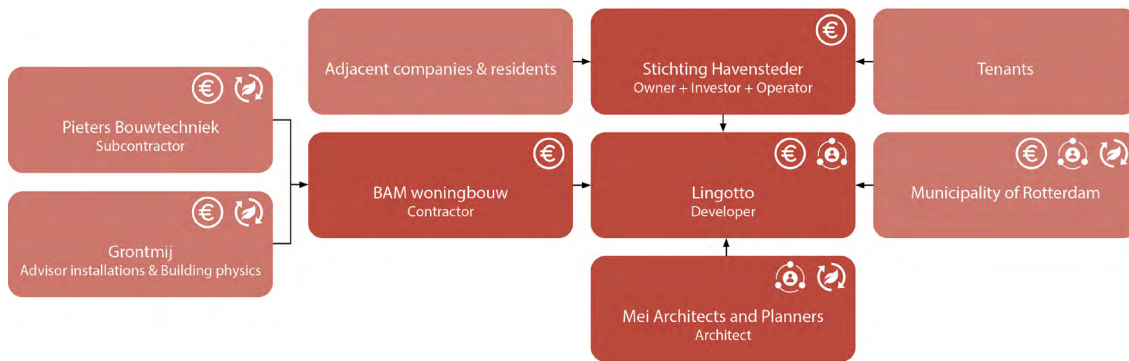 Adjacent companies & residents
Stichting Havensteder
Owner + Investor + Operator
Tenants
Pieters Bouwtechniek
Subcontractor
BAM woningbouw
Contractor
Lingotto
Developer
Municipality of Rotterdam
Grontmij
Advisor installations & Building physics
Mei Architects and Planners
Architect